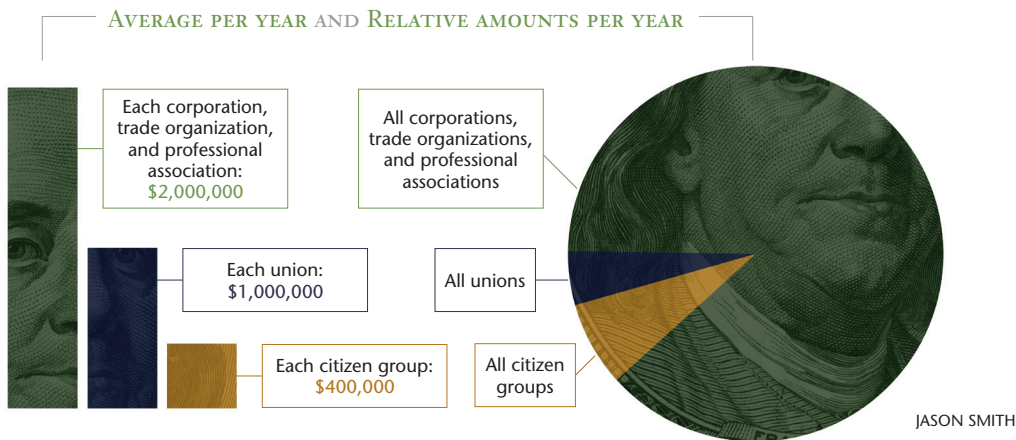 Average per year and Relative amounts per year
Each corporation,
trade organization,
and professional
association:
$2,000,000
All corporations,
trade organizations,
and professional
associations
Each union:
$1,000,000
All unions
Each citizen group:
$400,000
All citizen
groups
JASON SMITH